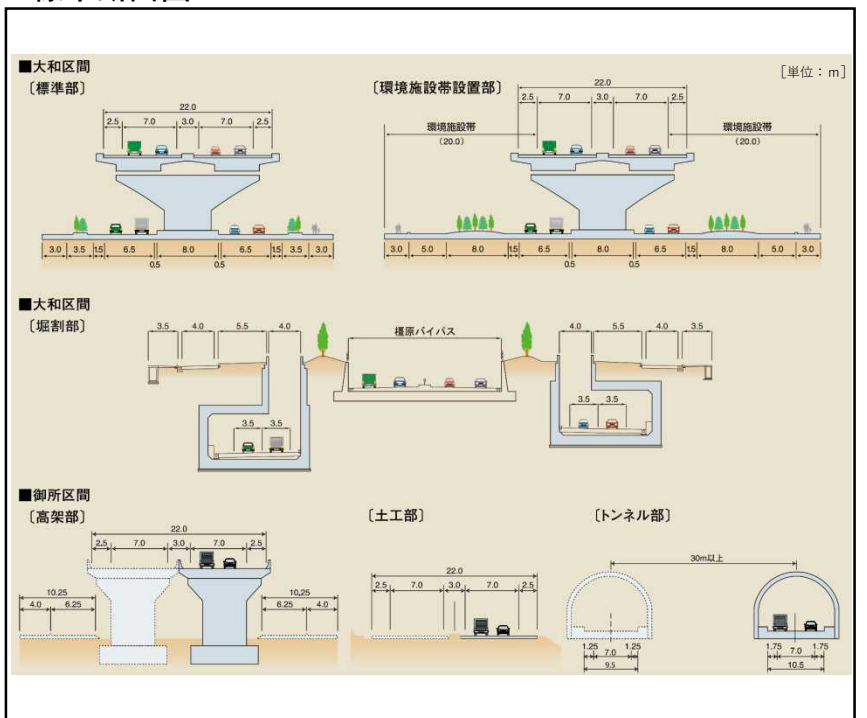 ■大和区間
〔標準部〕
22.0
2.5 7.0 3.0 7.0 2.5
3.0 3.5 1.5 6.5 8.0 6.5 1.5 3.5 3.0
0.5 0.5
〔環境施設帯設置部〕
[単位：m]
22.0
2.5 7.0 3.0 7.0 2.5
環境施設帯 環境施設帯
(20.0) (20.0)
3.0 5.0 8.0 1.5 6.5 8.0 6.5 1.5 8.0 5.0 3.0
0.5 0.5
■大和区間
〔堀割部〕
3.5 4.0 5.5 4.0 橿原バイパス 4.0 5.5 4.0 3.5
3.5 3.5
3.5 3.5
■御所区間
〔高架部〕
22.0
2.5 7.0 3.0 7.0 2.5
10.25 10.25
4.0 6.25 6.25 4.0
〔土工部〕
22.0
2.5 7.0 3.0 7.0 2.5
〔トンネル部〕
30m以上
1.25 1.25 1.75 7.0 1.75
7.0
9.5 10.5